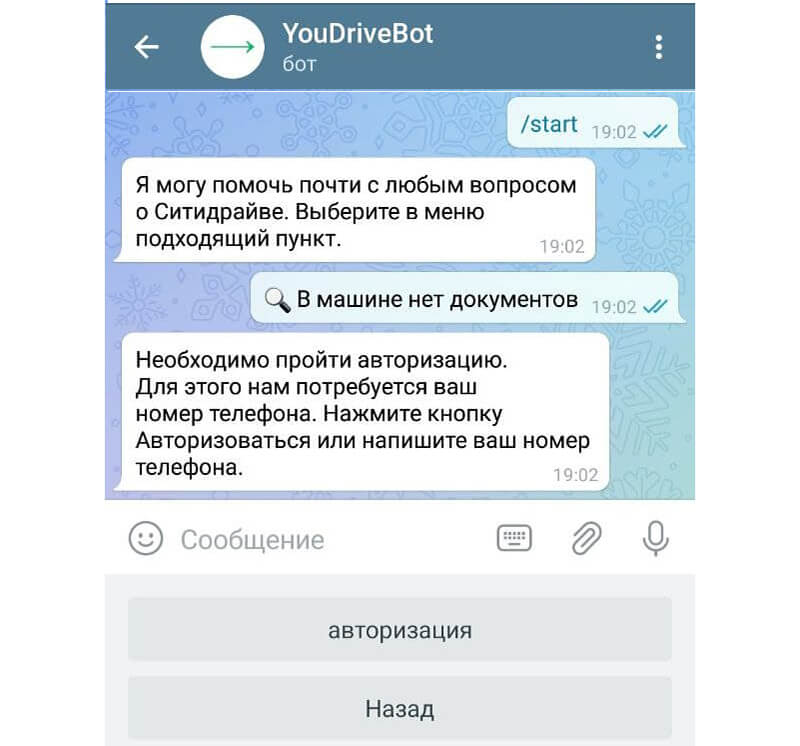 YouDriveBot
бот
/start 19:02
Я могу помочь почти с любым вопросом
о Ситидрайве. Выберите в меню
подходящий пункт. 19:02
В машине нет документов 19:02
Необходимо пройти авторизацию.
Для этого нам потребуется ваш
номер телефона. Нажмите кнопку
Авторизоваться или напишите ваш номер
телефона. 19:02
Сообщение
авторизация
Назад